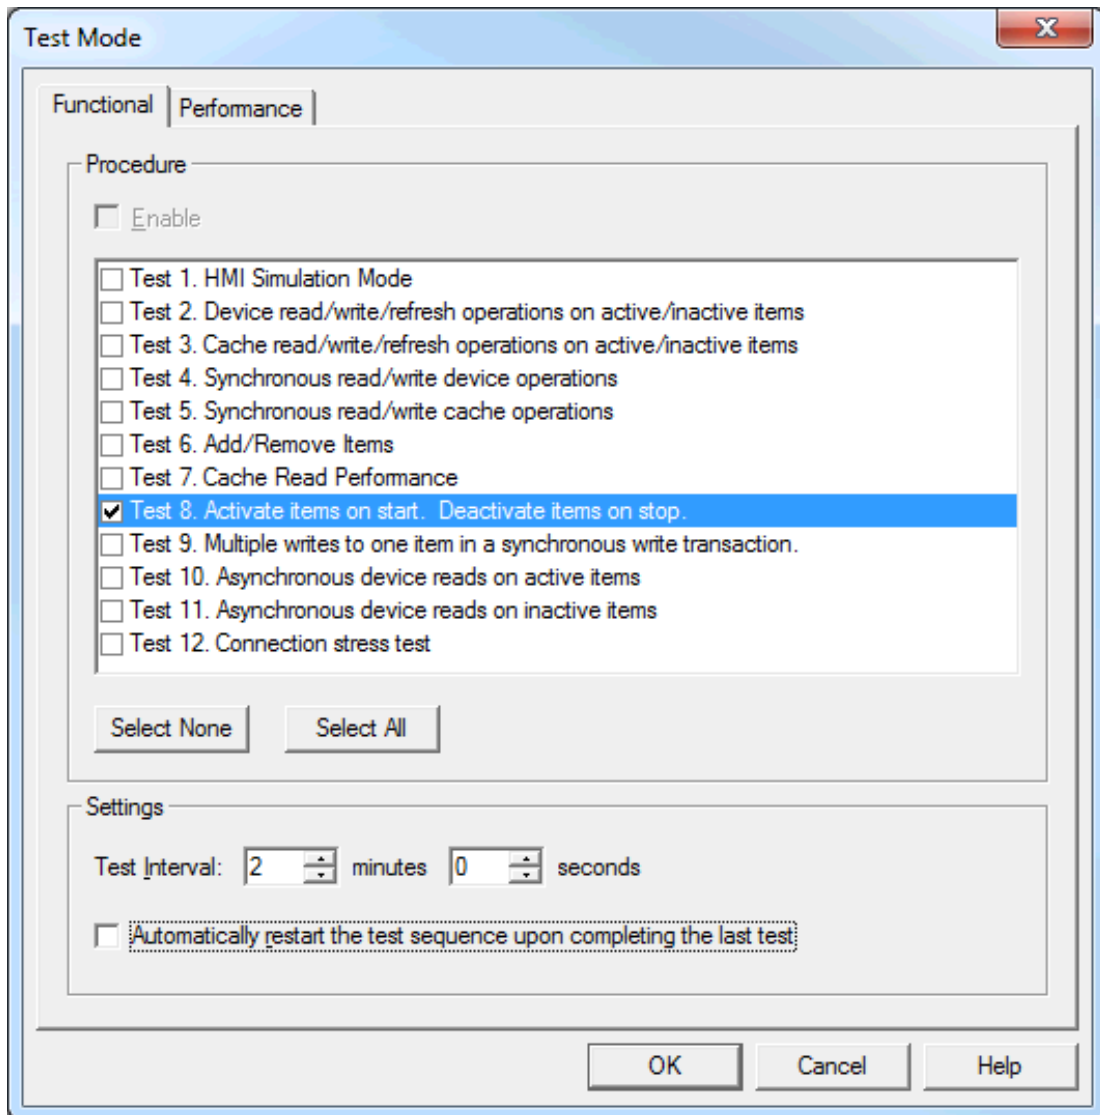 Test Mode
Functional Performance
Procedure
Enable
Test 1. HMI Simulation Mode
Test 2. Device read/write/refresh operations on active/inactive items
Test 3. Cache read/write/refresh operations on active/inactive items
Test 4. Synchronous read/write device operations
Test 5. Synchronous read/write cache operations
Test 6. Add/Remove Items
Test 7. Cache Read Performance
Test 8. Activate items on start.  Deactivate items on stop.
Test 9. Multiple writes to one item in a synchronous write transaction.
Test 10. Asynchronous device reads on active items
Test 11. Asynchronous device reads on inactive items
Test 12. Connection stress test
Select None Select All
Settings
Test Interval: 2 minutes 0 seconds
Automatically restart the test sequence upon completing the last test
OK Cancel Help